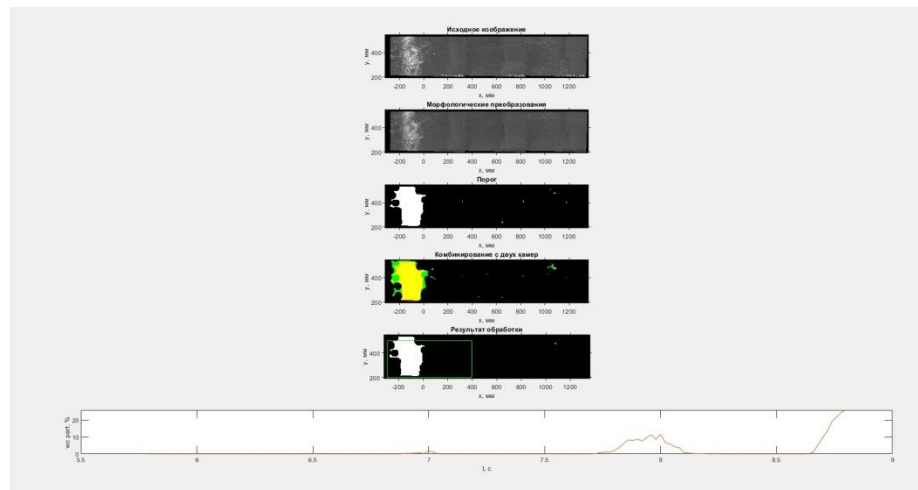 Исходное изображение
400
200
y, мм
-200 0 200 400 600 800 1000 1200
x, мм
Морфологические преобразования
400
200
y, мм
-200 0 200 400 600 800 1000 1200
x, мм
Порог
400
200
y, мм
-200 0 200 400 600 800 1000 1200
x, мм
Комбинирование с двух камер
400
200
y, мм
-200 0 200 400 600 800 1000 1200
x, мм
Результат обработки
400
200
y, мм
-200 0 200 400 600 800 1000 1200
x, мм
20
10
0
wc part, %
5.5 6 6.5 7 7.5 8 8.5 9
t, c